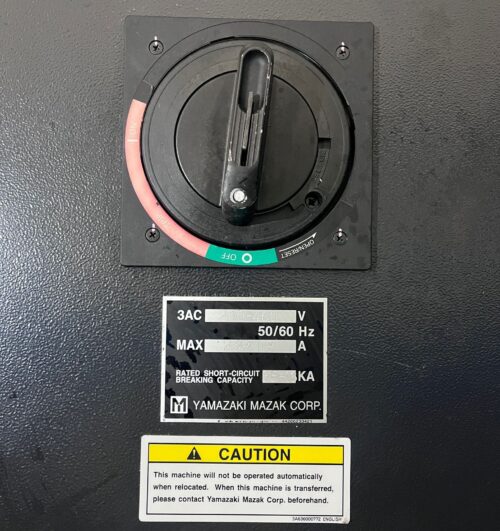 OFF
OPEN/RESET
3AC V
50/60 Hz
MAX A
RATED SHORT-CIRCUIT
BREAKING CAPACITY KA
M YAMAZAKI MAZAK CORP.
CAUTION
This machine will not be operated automatically
when relocated. When this machine is transferred,
please contact Yamazaki Mazak Corp. beforehand.